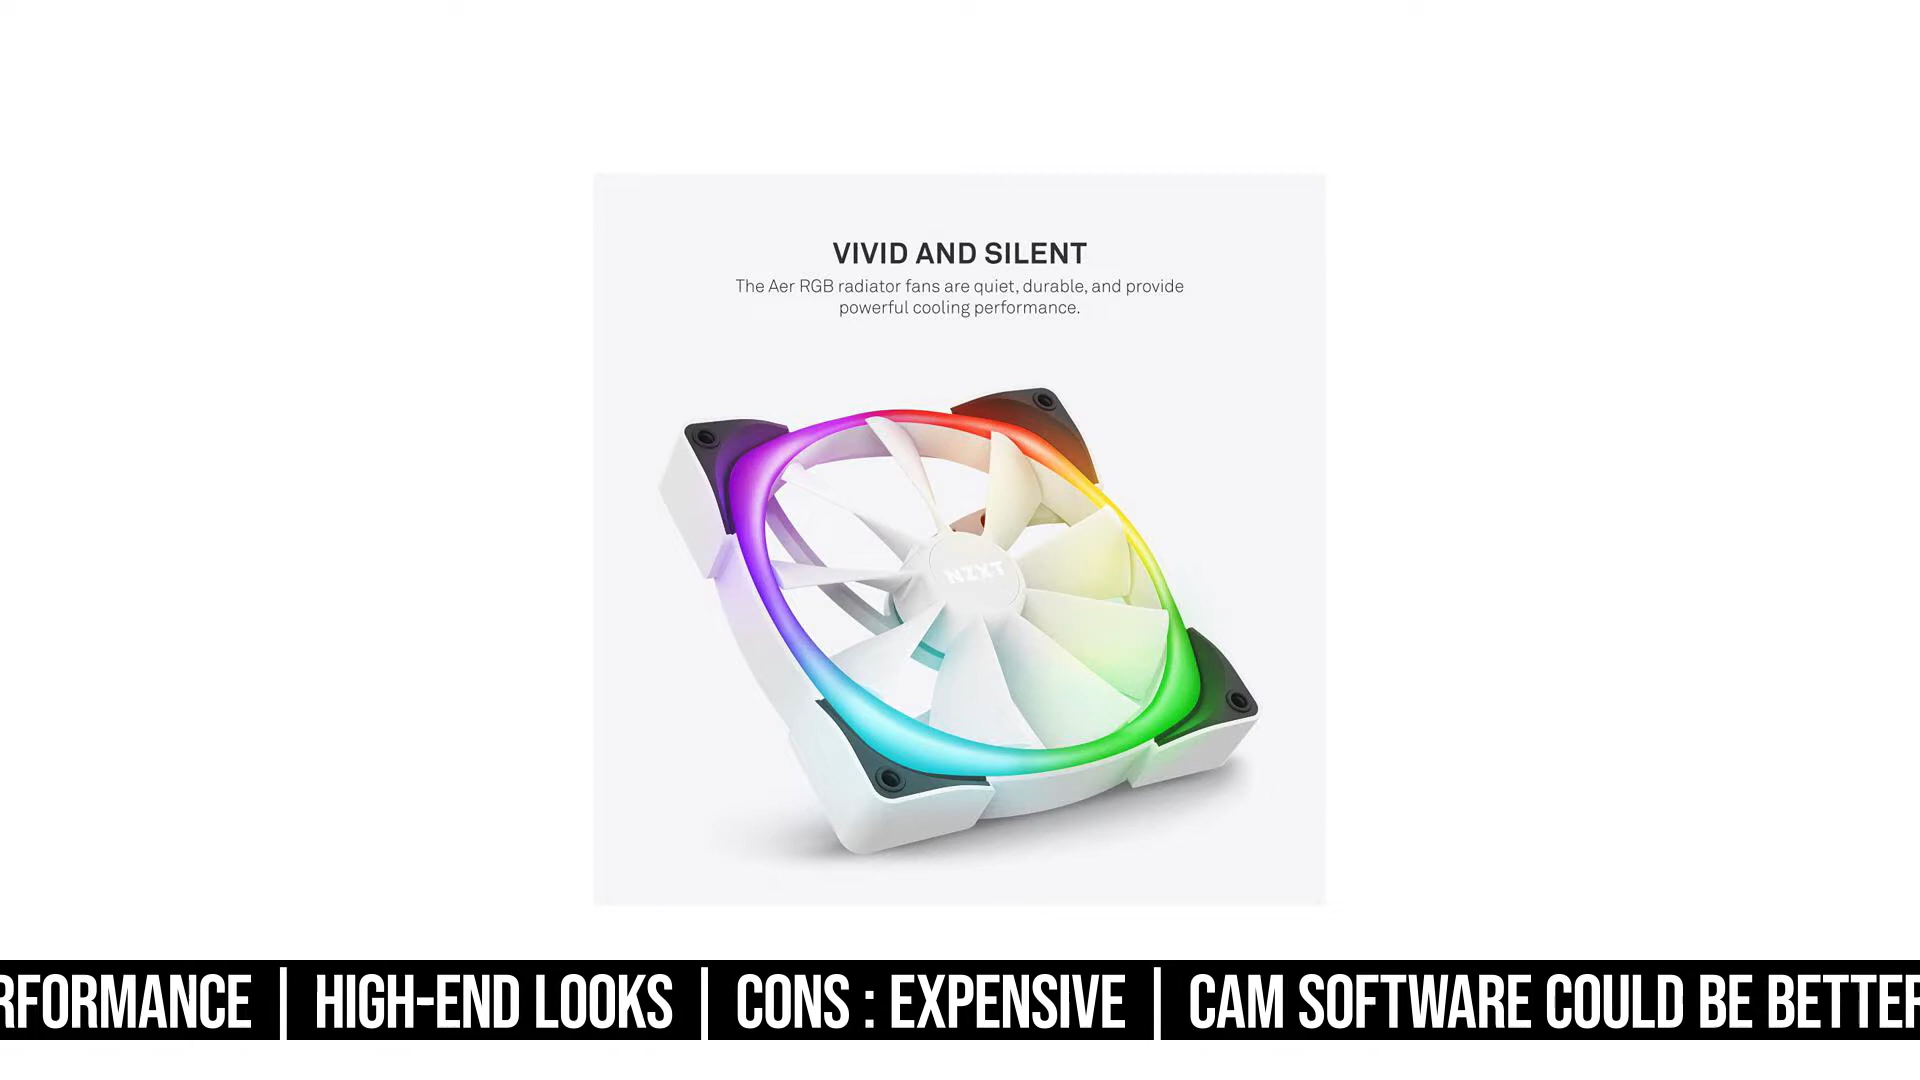 VIVID AND SILENT
The Aer RGB radiator fans are quiet, durable, and provide
powerful cooling performance.
NZXT
RFORMANCE | HIGH-END LOOKS | CONS : EXPENSIVE | CAM SOFTWARE COULD BE BETTER